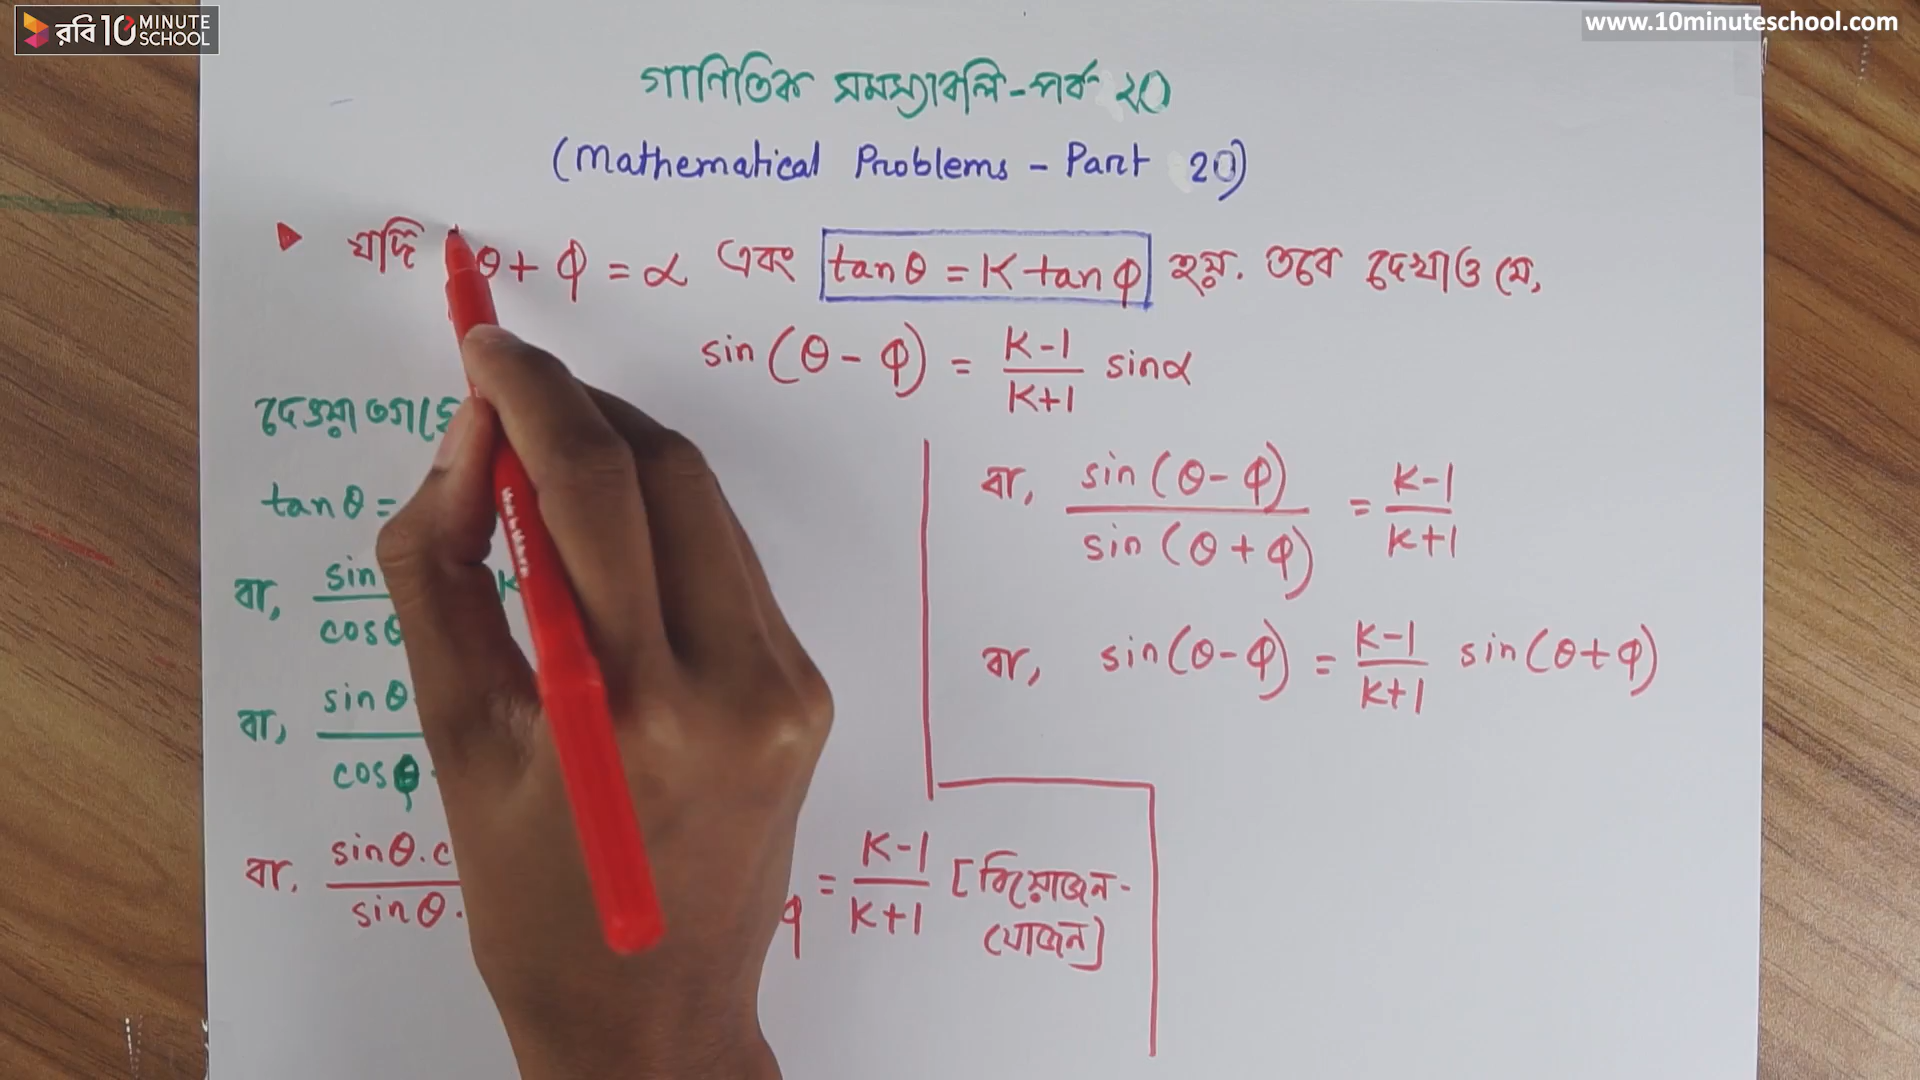 রবি 10 MINUTE SCHOOL
www.10minuteschool.com
গাণিতিক সমস্যাবলি-পর্ব ২০
(Mathematical Problems - Part 20)
▶ যদি θ + φ = α এবং tanθ = K tanφ হয়. তবে দেখাও যে,
sin(θ - φ) = K-1/K+1 sinα
দেওয়া আছে
tanθ =
বা, sin/cosθ K
বা, sinθ/cosφ
বা. sinθ.c/sinθ. φ = K-1/K+1 [বিয়োজন-
যোজন]
বা, sin(θ - φ)/sin(θ + φ) = K-1/K+1
বা, sin(θ-φ) = K-1/K+1 sin(θ+φ)